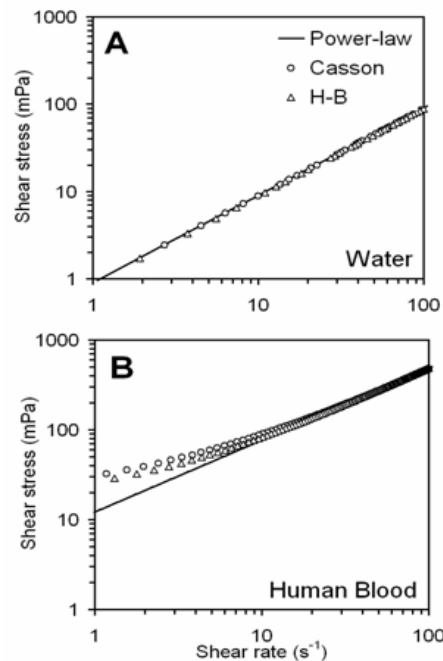 A
Power-law
Casson
H-B
Shear stress (mPa)
1000
100
10
1
1
10
100
Water
B
Shear stress (mPa)
1000
100
10
1
1
10
100
Human Blood
Shear rate (s⁻¹)